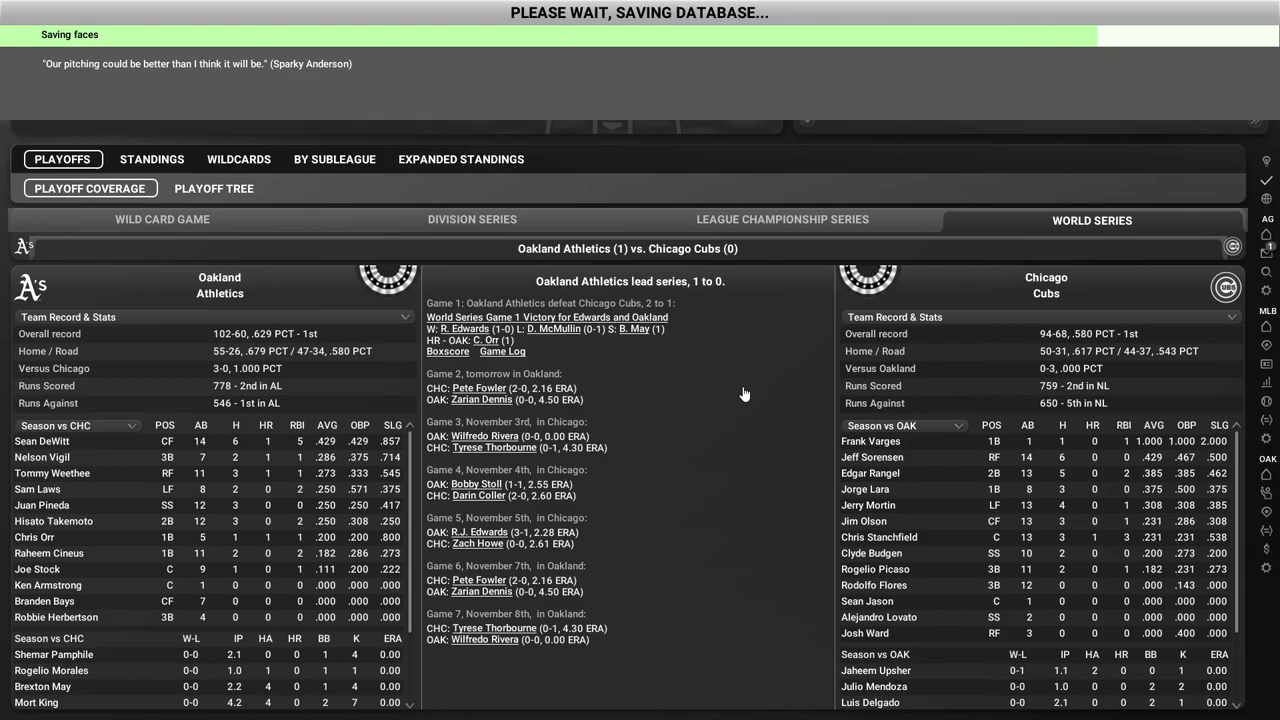 PLEASE WAIT, SAVING DATABASE...
Saving faces
"Our pitching could be better than I think it will be." (Sparky Anderson)
PLAYOFFS STANDINGS WILDCARDS BY SUBLEAGUE EXPANDED STANDINGS
PLAYOFF COVERAGE PLAYOFF TREE
WILD CARD GAME DIVISION SERIES LEAGUE CHAMPIONSHIP SERIES WORLD SERIES
A's Oakland Athletics (1) vs. Chicago Cubs (0)
A's
Oakland
Athletics
Team Record & Stats
Overall record 102-60, .629 PCT - 1st
Home / Road 55-26, .679 PCT / 47-34, .580 PCT
Versus Chicago 3-0, 1.000 PCT
Runs Scored 778 - 2nd in AL
Runs Against 546 - 1st in AL
Season vs CHC POS AB H HR RBI AVG OBP SLG
Sean DeWitt CF 14 6 1 5 .429 .429 .857
Nelson Vigil 3B 7 2 1 1 .286 .375 .714
Tommy Weethee RF 11 3 1 1 .273 .333 .545
Sam Laws LF 8 2 0 0 .250 .571 .375
Juan Pineda SS 12 3 0 0 .250 .250 .417
Hisato Takemoto 2B 12 3 0 0 .250 .308 .250
Chris Orr 1B 5 1 1 1 .200 .200 .800
Raheem Cineus 1B 11 2 0 2 .182 .286 .273
Joe Stock C 9 1 0 1 .111 .200 .222
Ken Armstrong C 1 0 0 0 .000 .000 .000
Branden Bays CF 7 0 0 0 .000 .000 .000
Robbie Herbertson 3B 4 0 0 0 .000 .000 .000
Season vs CHC W-L IP HA HR BB K ERA
Shemar Pamphile 0-0 2.1 0 0 1 4 0.00
Rogelio Morales 0-0 1.0 1 0 0 1 0.00
Brexton May 0-0 2.2 4 0 1 4 0.00
Mort King 0-0 4.2 4 0 2 7 0.00
Oakland Athletics lead series, 1 to 0.
Game 1: Oakland Athletics defeat Chicago Cubs, 2 to 1:
World Series Game 1 Victory for Edwards and Oakland
W: R. Edwards (1-0) L: D. McMullin (0-1) S: B. May (1)
HR - OAK: C. Orr (1)
Boxscore Game Log
Game 2, tomorrow in Oakland:
CHC: Pete Fowler (2-0, 2.16 ERA)
OAK: Zarian Dennis (0-0, 4.50 ERA)
Game 3, November 3rd, in Chicago:
OAK: Wilfredo Rivera (0-0, 0.00 ERA)
CHC: Tyrese Thorbourne (0-1, 4.30 ERA)
Game 4, November 4th, in Chicago:
OAK: Bobby Stoll (1-1, 2.55 ERA)
CHC: Darin Coller (2-0, 2.60 ERA)
Game 5, November 5th, in Chicago:
OAK: R.J. Edwards (3-1, 2.28 ERA)
CHC: Zach Howe (0-0, 2.61 ERA)
Game 6, November 7th, in Oakland:
CHC: Pete Fowler (2-0, 2.16 ERA)
OAK: Zarian Dennis (0-0, 4.50 ERA)
Game 7, November 8th, in Oakland:
CHC: Tyrese Thorbourne (0-1, 4.30 ERA)
OAK: Wilfredo Rivera (0-0, 0.00 ERA)
Chicago
Cubs
CUBS
Team Record & Stats
Overall record 94-68, .580 PCT - 1st
Home / Road 50-31, .617 PCT / 44-37, .543 PCT
Versus Oakland 0-3, .000 PCT
Runs Scored 759 - 2nd in NL
Runs Against 650 - 5th in NL
Season vs OAK POS AB H HR RBI AVG OBP SLG
Frank Varges 1B 1 1 0 1 1.000 1.000 2.000
Jeff Sorensen RF 14 6 0 0 .429 .467 .500
Edgar Rangel 2B 13 5 0 2 .385 .385 .462
Jorge Lara 1B 8 3 0 0 .375 .500 .375
Jerry Mortin LF 13 4 0 1 .308 .308 .385
Jim Olson CF 13 3 0 1 .231 .286 .308
Chris Stanchfield C 13 3 1 3 .231 .231 .538
Clyde Budgen SS 10 2 0 0 .200 .273 .200
Rogelio Picaso 3B 11 2 0 1 .182 .231 .273
Rodolfo Flores 3B 12 0 0 0 .000 .143 .000
Sean Jason C 1 0 0 0 .000 .000 .000
Alejandro Lovato SS 2 0 0 0 .000 .000 .000
Josh Ward RF 3 0 0 0 .000 .400 .000
Season vs OAK W-L IP HA HR BB K ERA
Jaheem Upsher 0-1 1.1 2 0 0 1 0.00
Julio Mendoza 0-0 1.0 0 0 2 2 0.00
Luis Delgado 0-0 2.1 0 0 2 1 0.00
AG
1
MLB
OAK